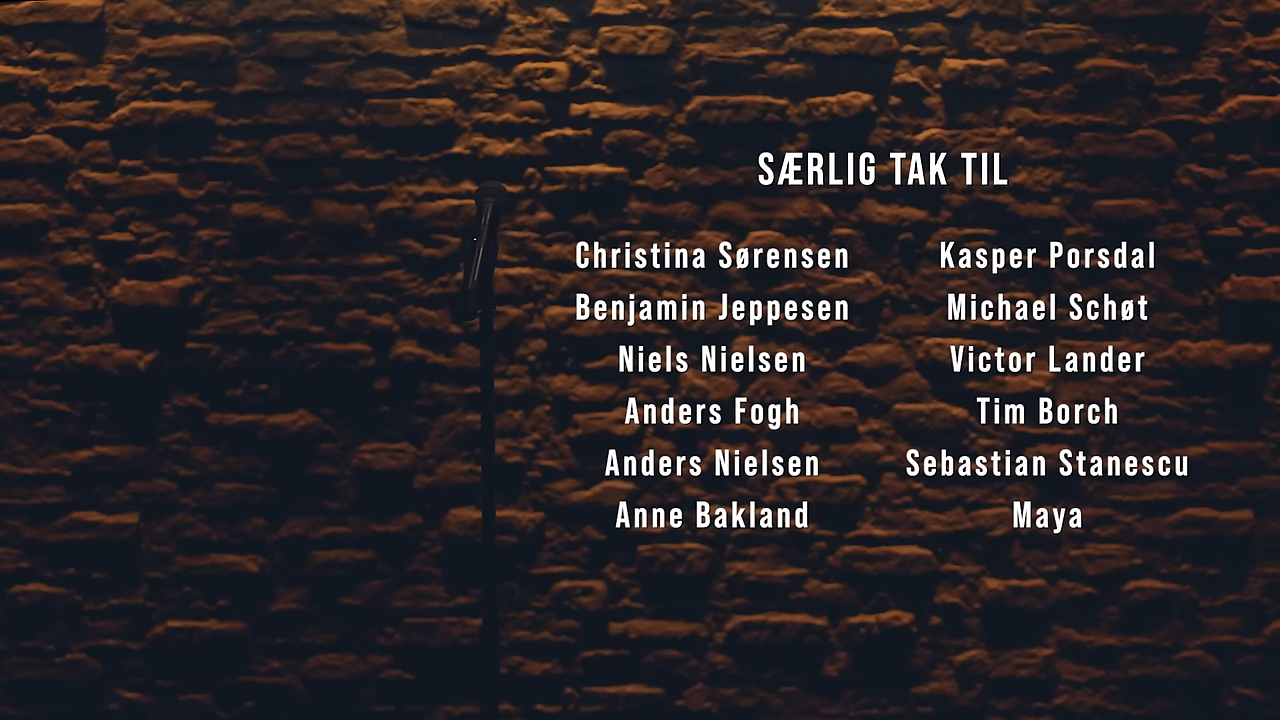 SÆRLIG TAK TIL
Christina Sørensen
Benjamin Jeppesen
Niels Nielsen
Anders Fogh
Anders Nielsen
Anne Bakland
Kasper Porsdal
Michael Schøt
Victor Lander
Tim Borch
Sebastian Stanescu
Maya